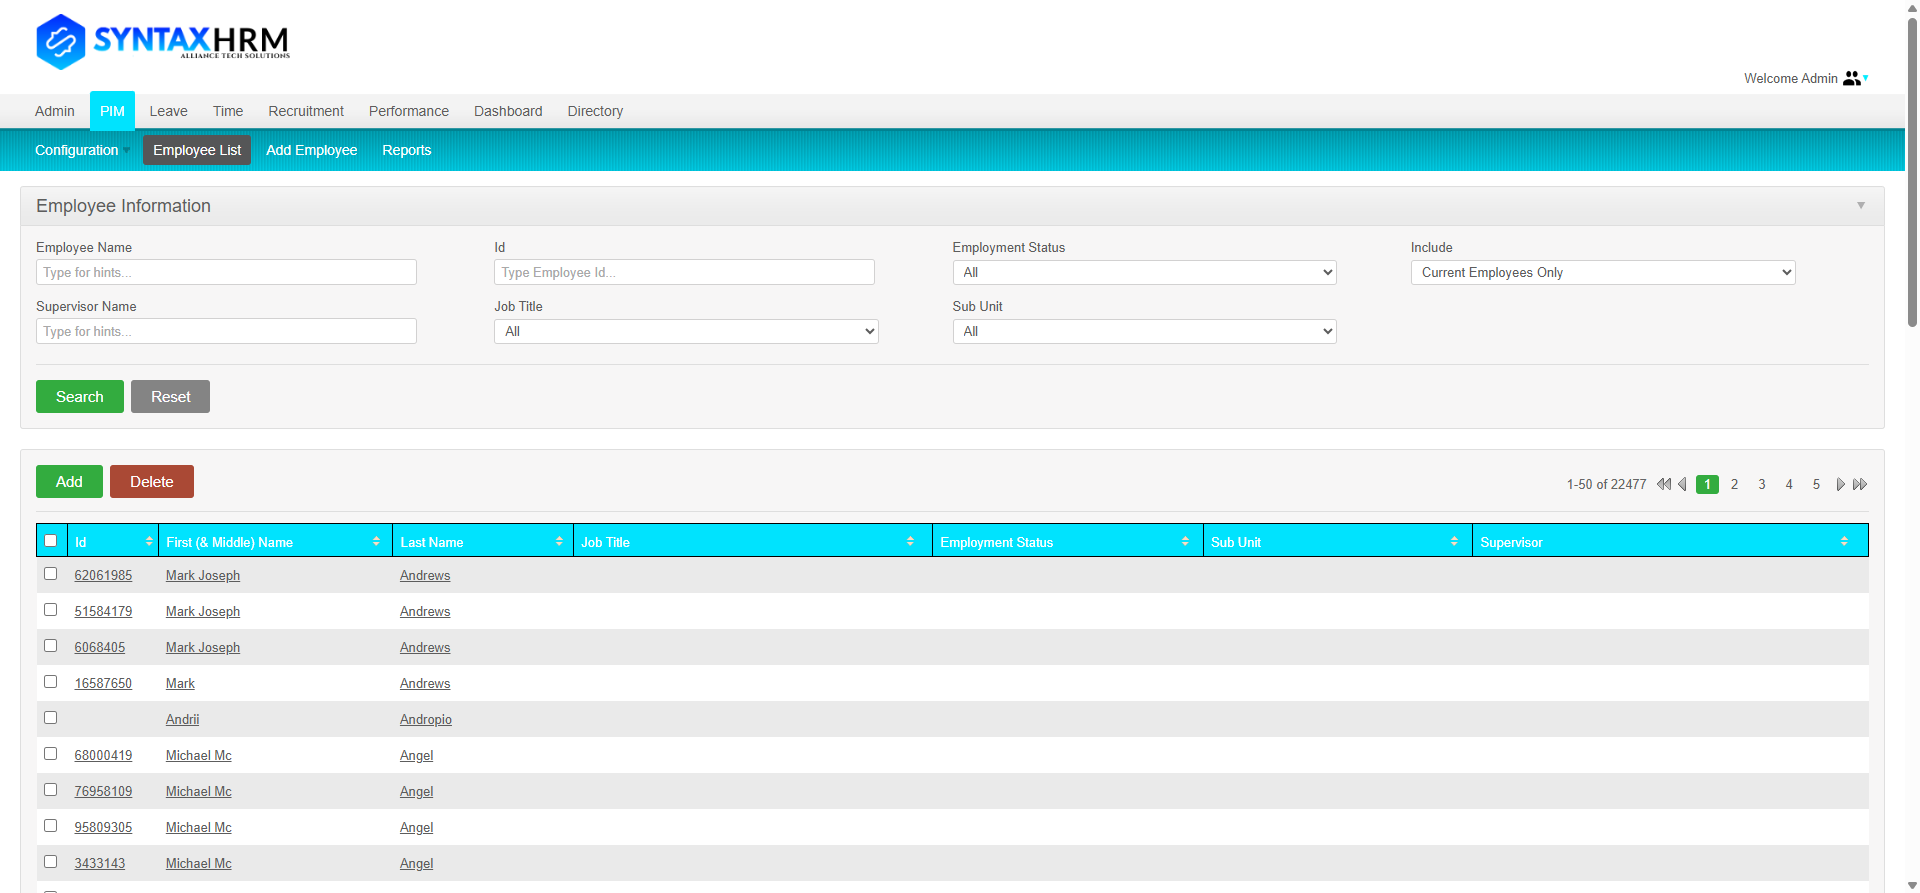 SYNTAXHRM
ALLIANCE TECH SOLUTIONS
Welcome Admin
Admin PIM Leave Time Recruitment Performance Dashboard Directory
Configuration Employee List Add Employee Reports
Employee Information
Employee Name Id Employment Status Include
Type for hints... Type Employee Id... All Current Employees Only
Supervisor Name Job Title Sub Unit
Type for hints... All All
Search Reset
Add Delete 1-50 of 22477 1 2 3 4 5
Id First (& Middle) Name Last Name Job Title Employment Status Sub Unit Supervisor
62061985 Mark Joseph Andrews
51584179 Mark Joseph Andrews
6068405 Mark Joseph Andrews
16587650 Mark Andrews
Andrii Andropio
68000419 Michael Mc Angel
76958109 Michael Mc Angel
95809305 Michael Mc Angel
3433143 Michael Mc Angel